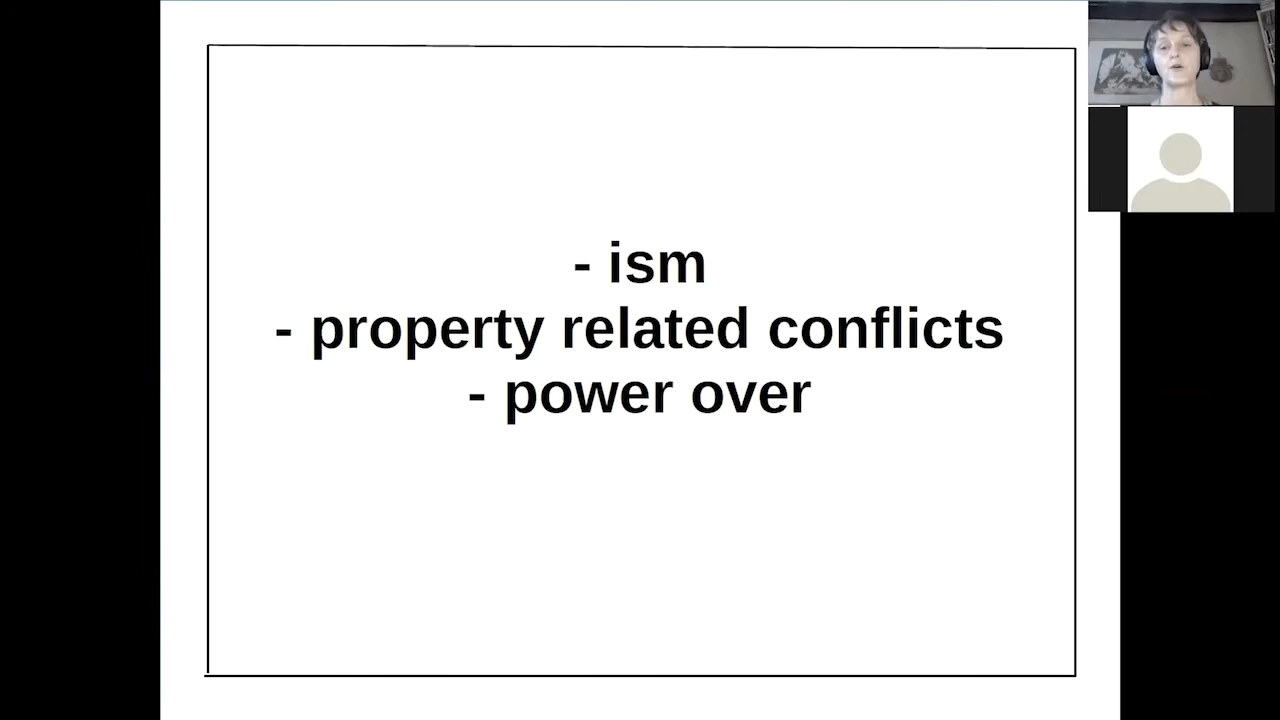 - ism
- property related conflicts
- power over